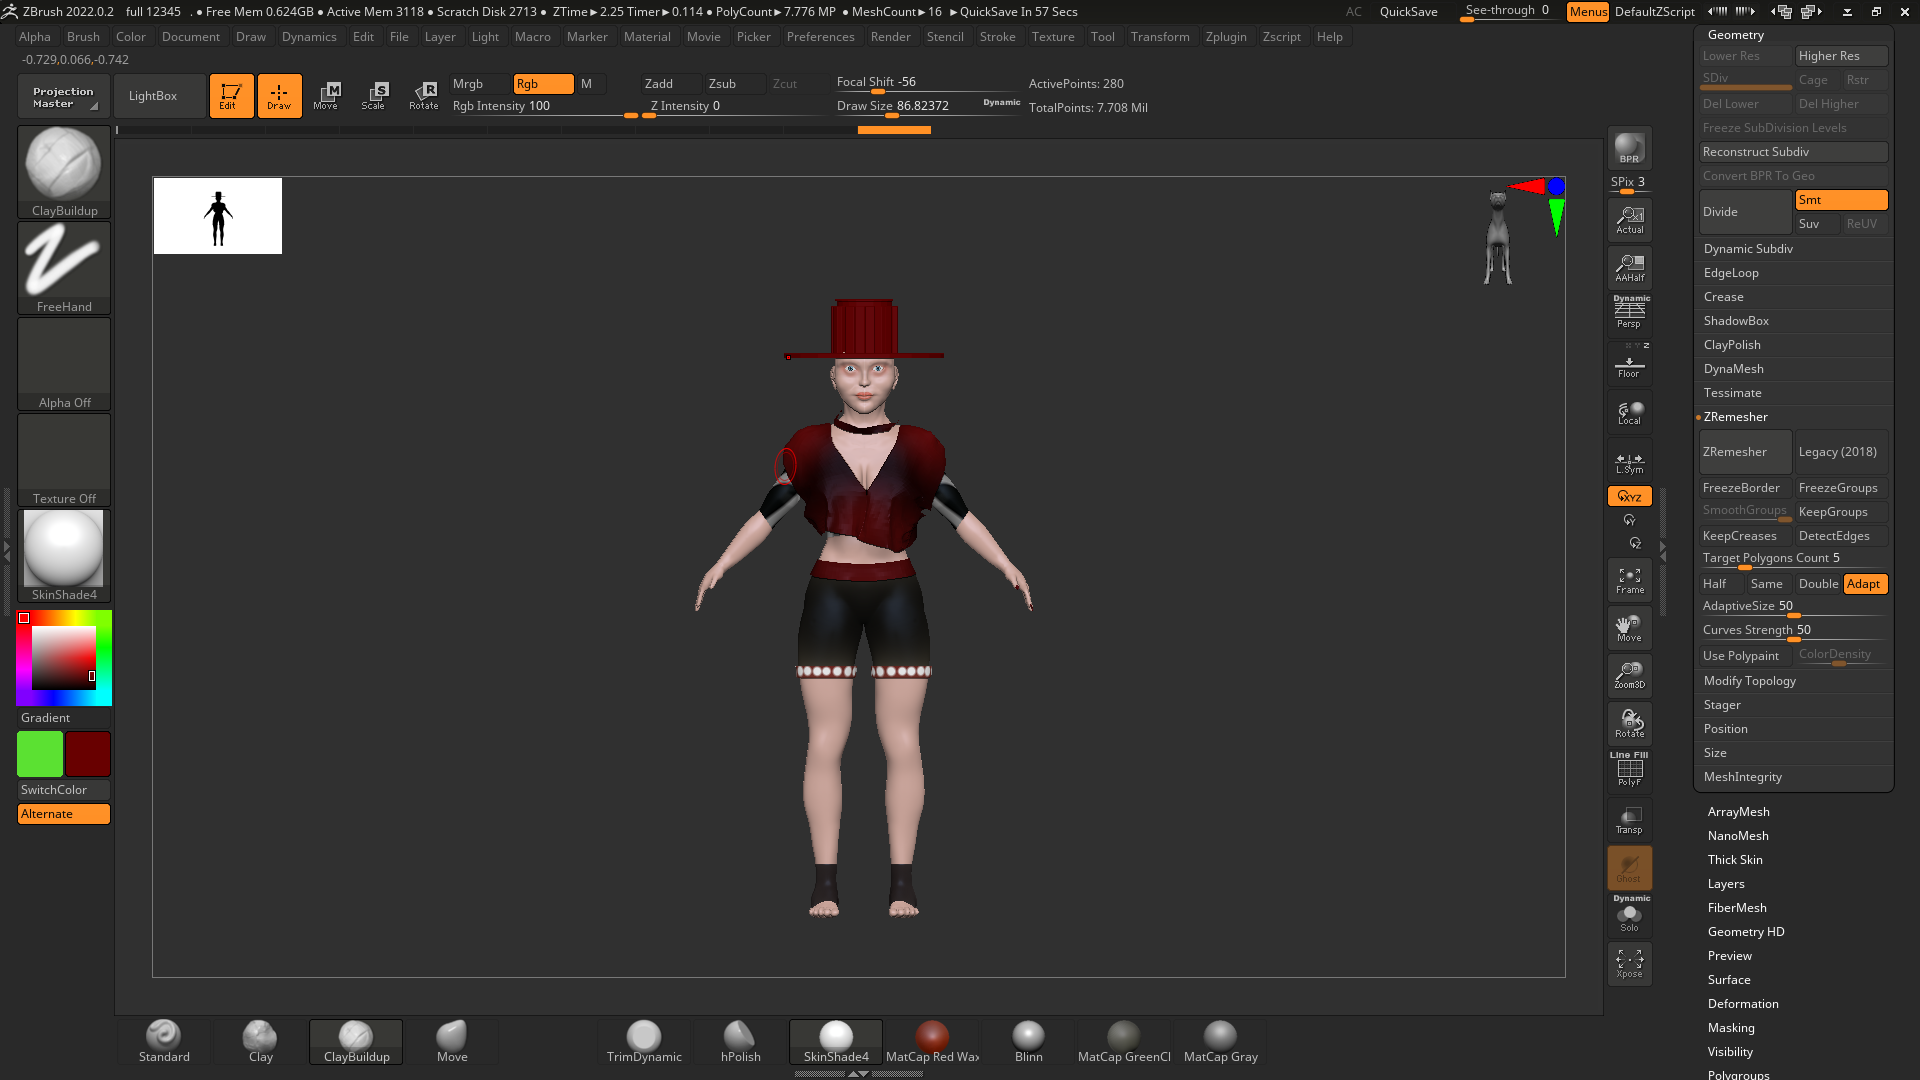 ZBrush 2022.0.2 full 12345 . ● Free Mem 0.624GB ● Active Mem 3118 ● Scratch Disk 2713 ● ZTime►2.25 Timer►0.114 ● PolyCount►7.776 MP ● MeshCount►16 ►QuickSave In 57 Secs AC QuickSave See-through 0 Menus DefaultZScript
Alpha Brush Color Document Draw Dynamics Edit File Layer Light Macro Marker Material Movie Picker Preferences Render Stencil Stroke Texture Tool Transform Zplugin Zscript Help
-0.729,0.066,-0.742
Projection Master
LightBox
Edit
Draw
M
Move
S
Scale
R
Rotate
Mrgb Rgb M
Rgb Intensity 100
Zadd Zsub Zcut
Z Intensity 0
Focal Shift -56
Draw Size 86.82372 Dynamic
ActivePoints: 280
TotalPoints: 7.708 Mil
ClayBuildup
FreeHand
Alpha Off
Texture Off
SkinShade4
Gradient
SwitchColor
Alternate
BPR
SPix 3
Actual
AAHalf
Dynamic
Persp
Floor
Local
L.Sym
XYZ
Y
Z
Frame
Move
Zoom3D
Rotate
Line Fill
PolyF
Transp
Ghost
Dynamic
Solo
Xpose
Geometry
Lower Res Higher Res
SDiv Cage Rstr
Del Lower Del Higher
Freeze SubDivision Levels
Reconstruct Subdiv
Convert BPR To Geo
Divide Smt
Suv ReUV
Dynamic Subdiv
EdgeLoop
Crease
ShadowBox
ClayPolish
DynaMesh
Tessimate
ZRemesher
ZRemesher Legacy (2018)
FreezeBorder FreezeGroups
SmoothGroups KeepGroups
KeepCreases DetectEdges
Target Polygons Count 5
Half Same Double Adapt
AdaptiveSize 50
Curves Strength 50
Use Polypaint ColorDensity
Modify Topology
Stager
Position
Size
MeshIntegrity
ArrayMesh
NanoMesh
Thick Skin
Layers
FiberMesh
Geometry HD
Preview
Surface
Deformation
Masking
Visibility
Polygroups
Standard Clay ClayBuildup Move TrimDynamic hPolish SkinShade4 MatCap Red Wax Blinn MatCap GreenCl MatCap Gray